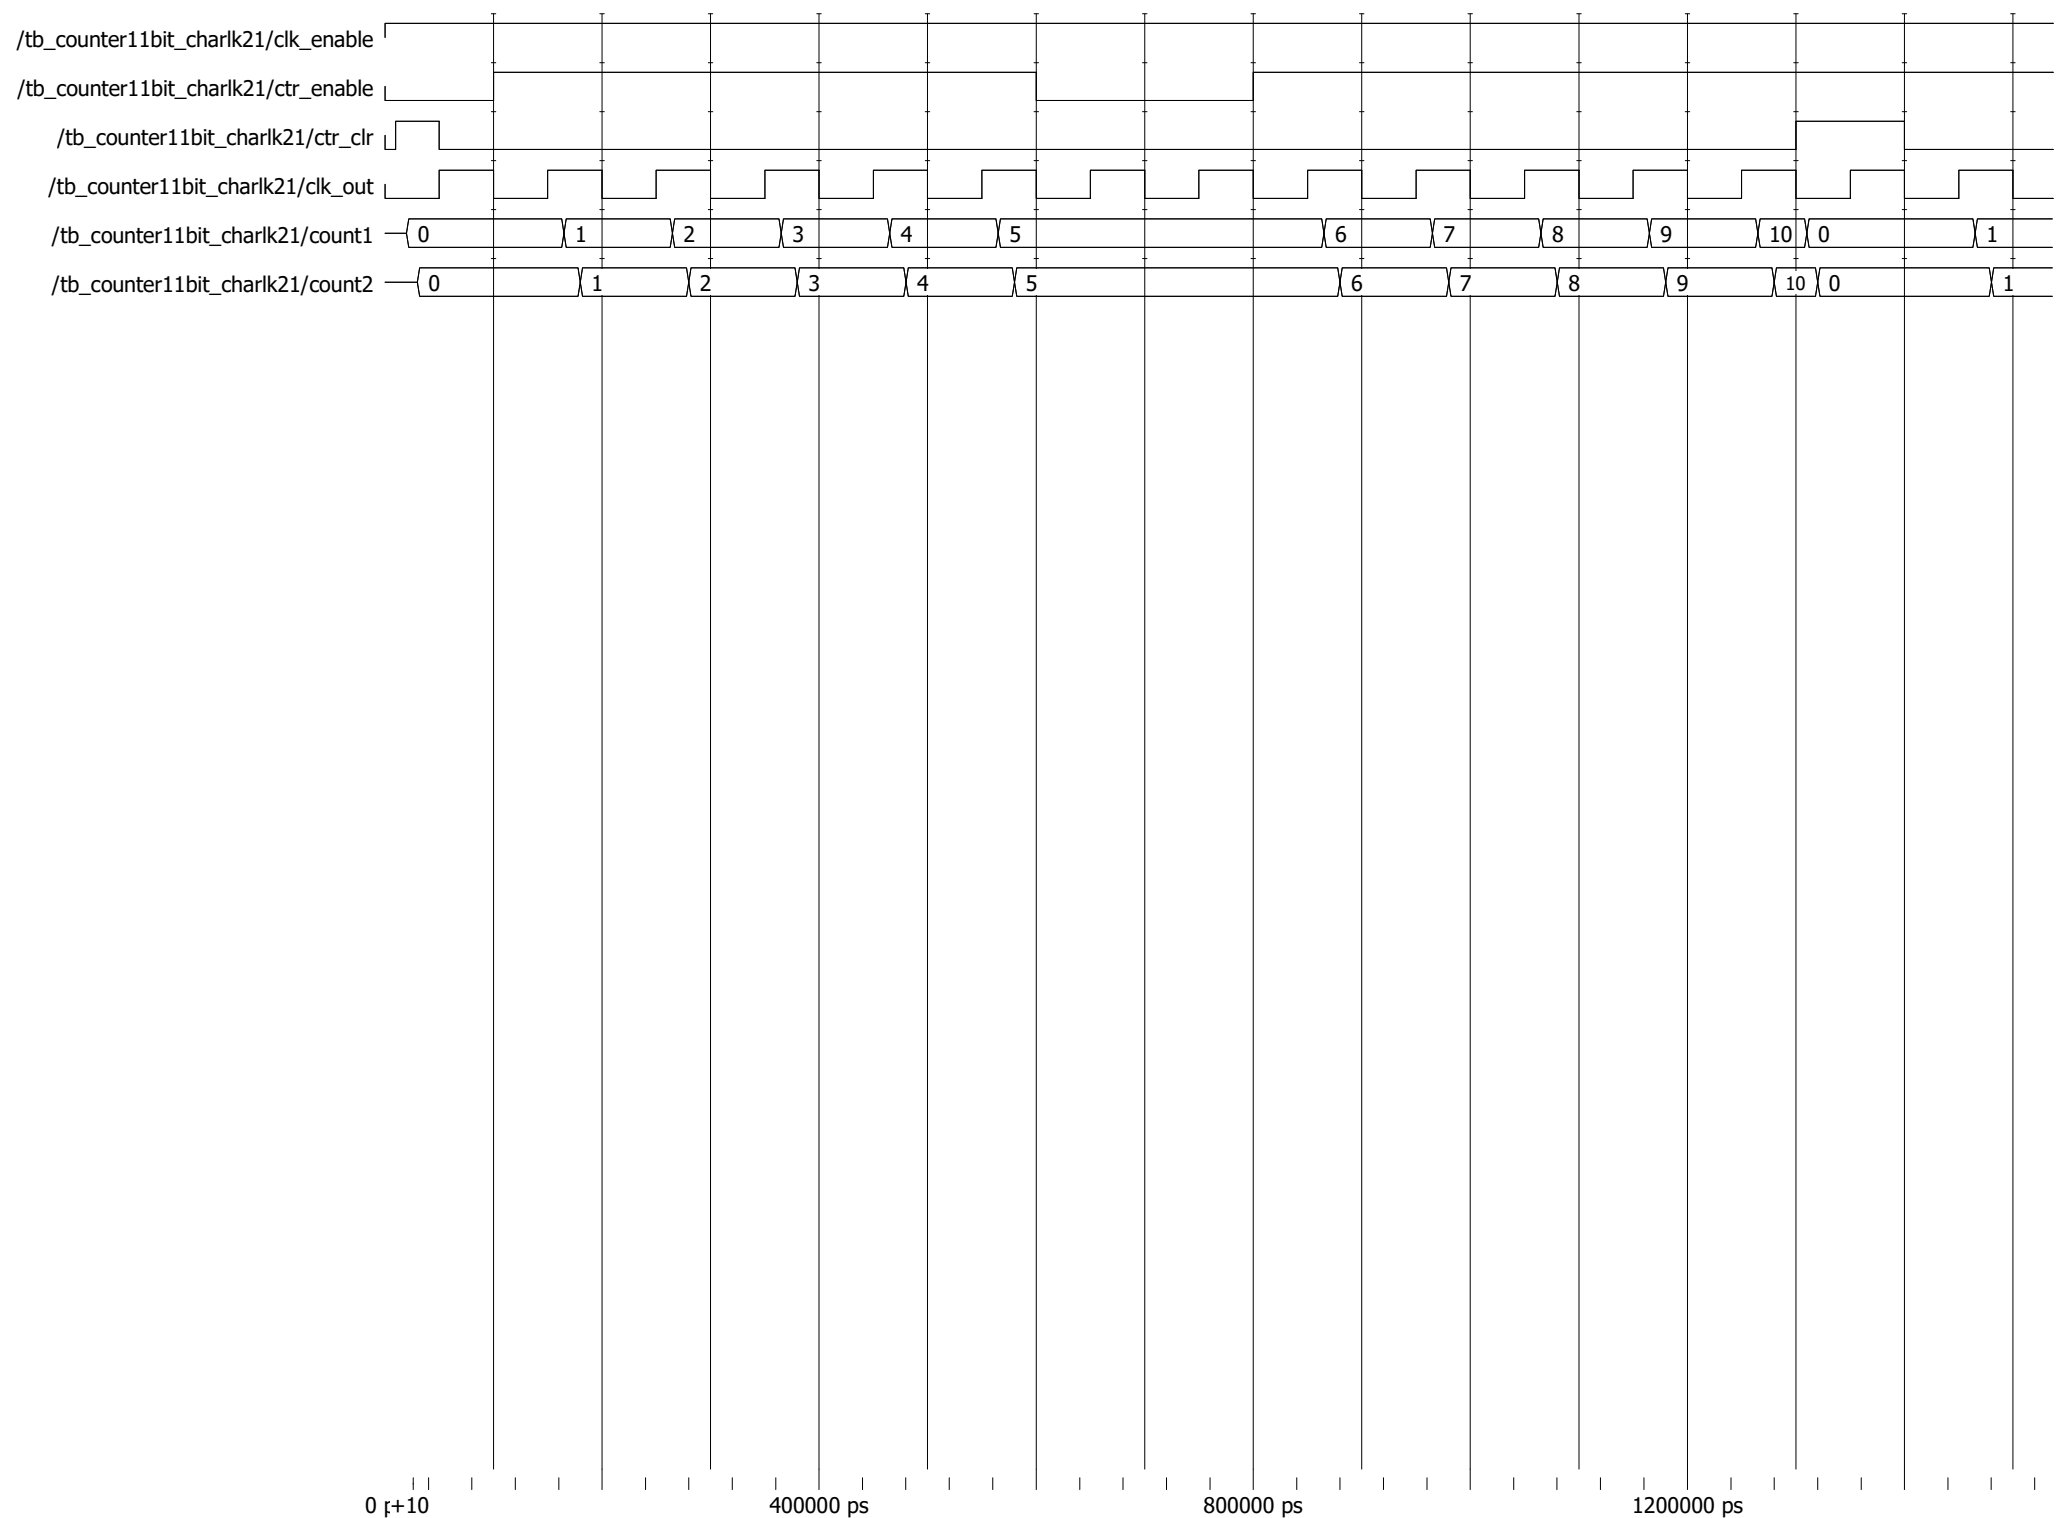 /tb_counter11bit_charlk21/clk_enable
/tb_counter11bit_charlk21/ctr_enable
/tb_counter11bit_charlk21/ctr_clr
/tb_counter11bit_charlk21/clk_out
/tb_counter11bit_charlk21/count1 0 1 2 3 4 5 6 7 8 9 10 0 1
/tb_counter11bit_charlk21/count2 0 1 2 3 4 5 6 7 8 9 10 0 1
0 p+10 400000 ps 800000 ps 1200000 ps